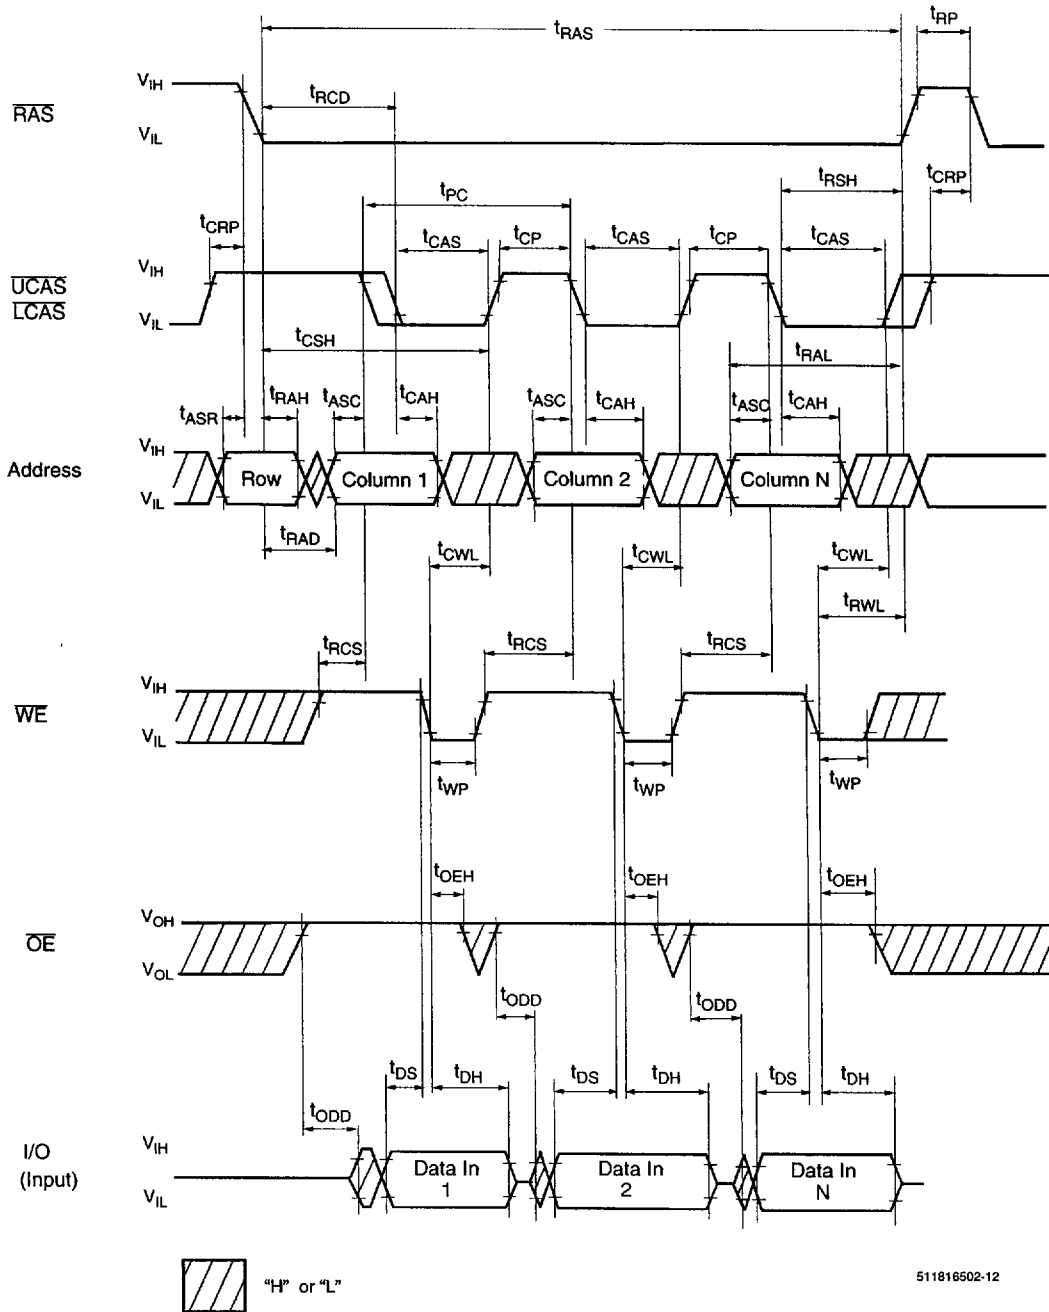 tRAS
tRP
RAS
VIH
VIL
tRCD
tPC
tRSH
tCRP
tCRP
tCAS
tCP
tCAS
tCP
tCAS
UCAS
LCAS
VIH
VIL
tCSH
tRAL
tASR
tRAH
tASC
tCAH
tASC
tCAH
tASC
tCAH
Address
VIH
VIL
Row
Column 1
Column 2
Column N
tRAD
tCWL
tCWL
tCWL
tRWL
tRCS
tRCS
tRCS
WE
VIH
VIL
tWP
tWP
tWP
tOEH
tOEH
tOEH
OE
VOH
VOL
tODD
tODD
tDS
tDH
tDS
tDH
tDS
tDH
tODD
I/O
(Input)
VIH
VIL
Data In
1
Data In
2
Data In
N
"H" or "L"
511816502-12